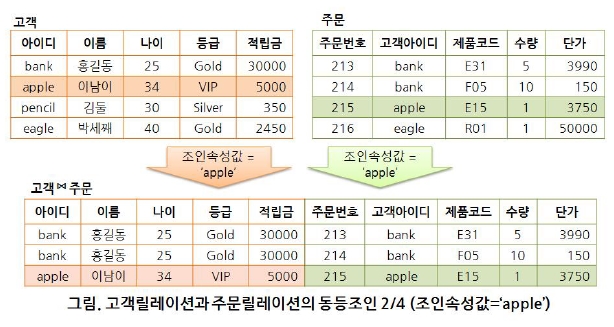 고객
아이디 이름 나이 등급 적립금
bank 홍길동 25 Gold 30000
apple 이남이 34 VIP 5000
pencil 김둘 30 Silver 350
eagle 박세째 40 Gold 2450
주문
주문번호 고객아이디 제품코드 수량 단가
213 bank E31 5 3990
214 bank F05 10 150
215 apple E15 1 3750
216 eagle R01 1 50000
조인속성값 =
‘apple’
조인속성값 =
‘apple’
고객⋈주문
아이디 이름 나이 등급 적립금 주문번호 고객아이디 제품코드 수량 단가
bank 홍길동 25 Gold 30000 213 bank E31 5 3990
bank 홍길동 25 Gold 30000 214 bank F05 10 150
apple 이남이 34 VIP 5000 215 apple E15 1 3750
그림. 고객릴레이션과 주문릴레이션의 동등조인 2/4 (조인속성값=‘apple’)